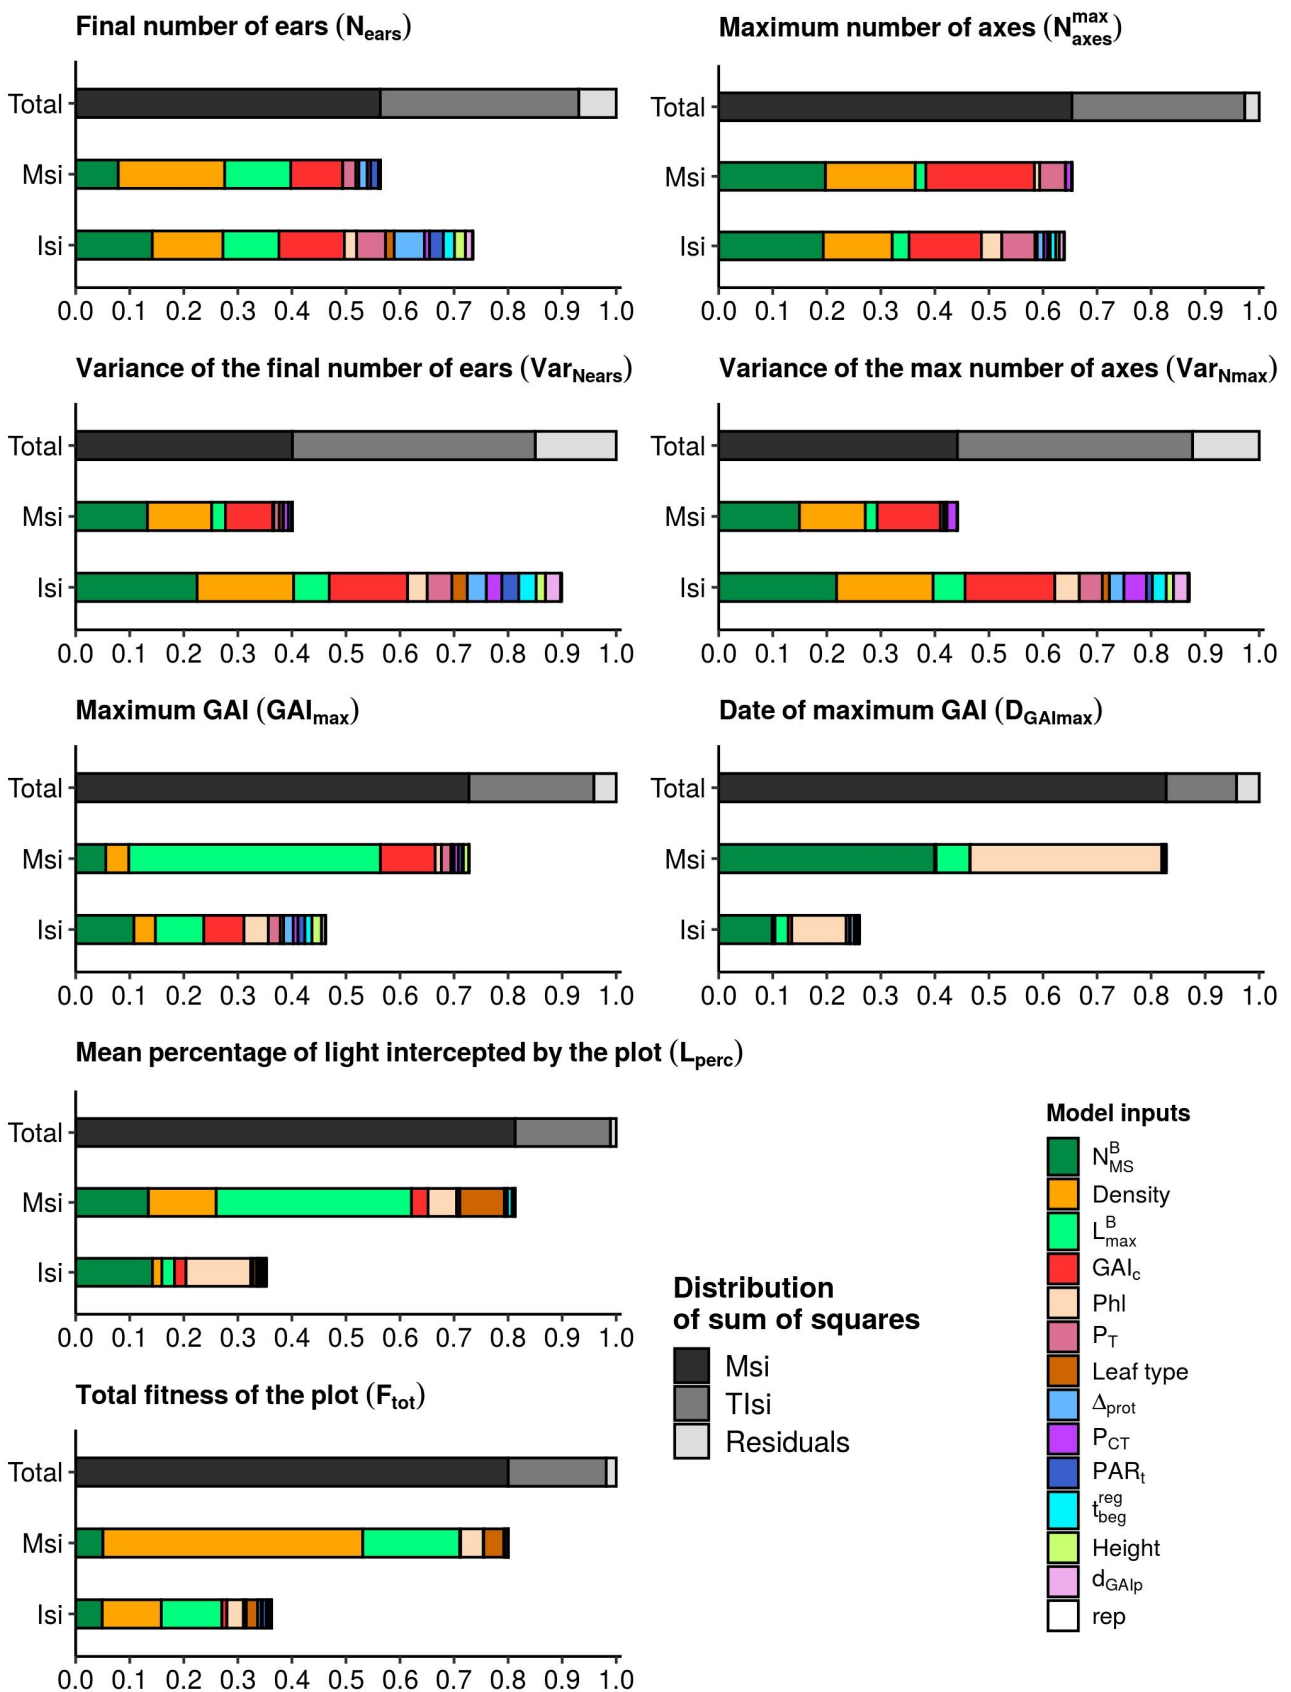 Final number of ears (N_ears)
Total
Msi
Isi
0.0 0.1 0.2 0.3 0.4 0.5 0.6 0.7 0.8 0.9 1.0
Maximum number of axes (N_axes^max)
Total
Msi
Isi
0.0 0.1 0.2 0.3 0.4 0.5 0.6 0.7 0.8 0.9 1.0
Variance of the final number of ears (Var_Nears)
Total
Msi
Isi
0.0 0.1 0.2 0.3 0.4 0.5 0.6 0.7 0.8 0.9 1.0
Variance of the max number of axes (Var_Nmax)
Total
Msi
Isi
0.0 0.1 0.2 0.3 0.4 0.5 0.6 0.7 0.8 0.9 1.0
Maximum GAI (GAI_max)
Total
Msi
Isi
0.0 0.1 0.2 0.3 0.4 0.5 0.6 0.7 0.8 0.9 1.0
Date of maximum GAI (D_GAImax)
Total
Msi
Isi
0.0 0.1 0.2 0.3 0.4 0.5 0.6 0.7 0.8 0.9 1.0
Mean percentage of light intercepted by the plot (L_perc)
Total
Msi
Isi
0.0 0.1 0.2 0.3 0.4 0.5 0.6 0.7 0.8 0.9 1.0
Total fitness of the plot (F_tot)
Total
Msi
Isi
0.0 0.1 0.2 0.3 0.4 0.5 0.6 0.7 0.8 0.9 1.0
Distribution
of sum of squares
Msi
TIsi
Residuals
Model inputs
N_MS^B
Density
L_max^B
GAI_c
Phl
P_T
Leaf type
Δ_prot
P_CT
PAR_t
t_beg^reg
Height
d_GAIp
rep